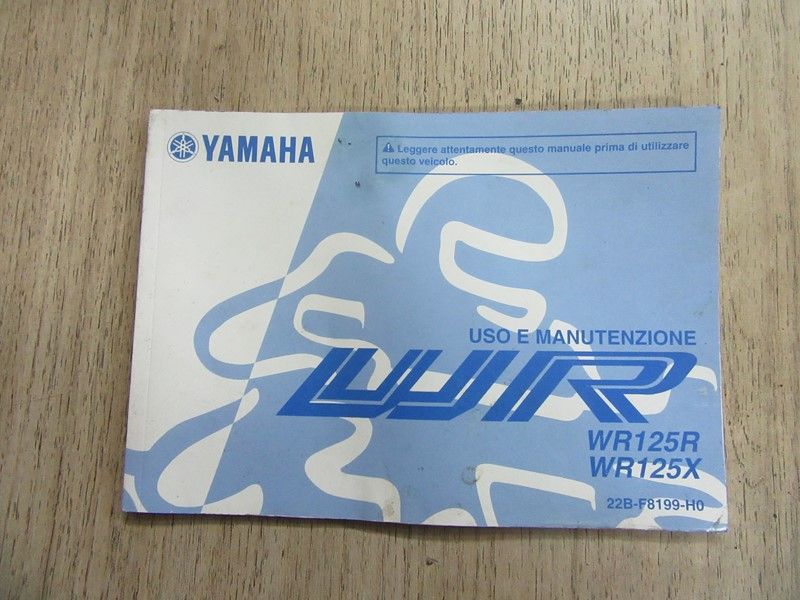 YAMAHA
⚠ Leggere attentamente questo manuale prima di utilizzare
questo veicolo.
USO E MANUTENZIONE
WR
WR125R
WR125X
22B-F8199-H0